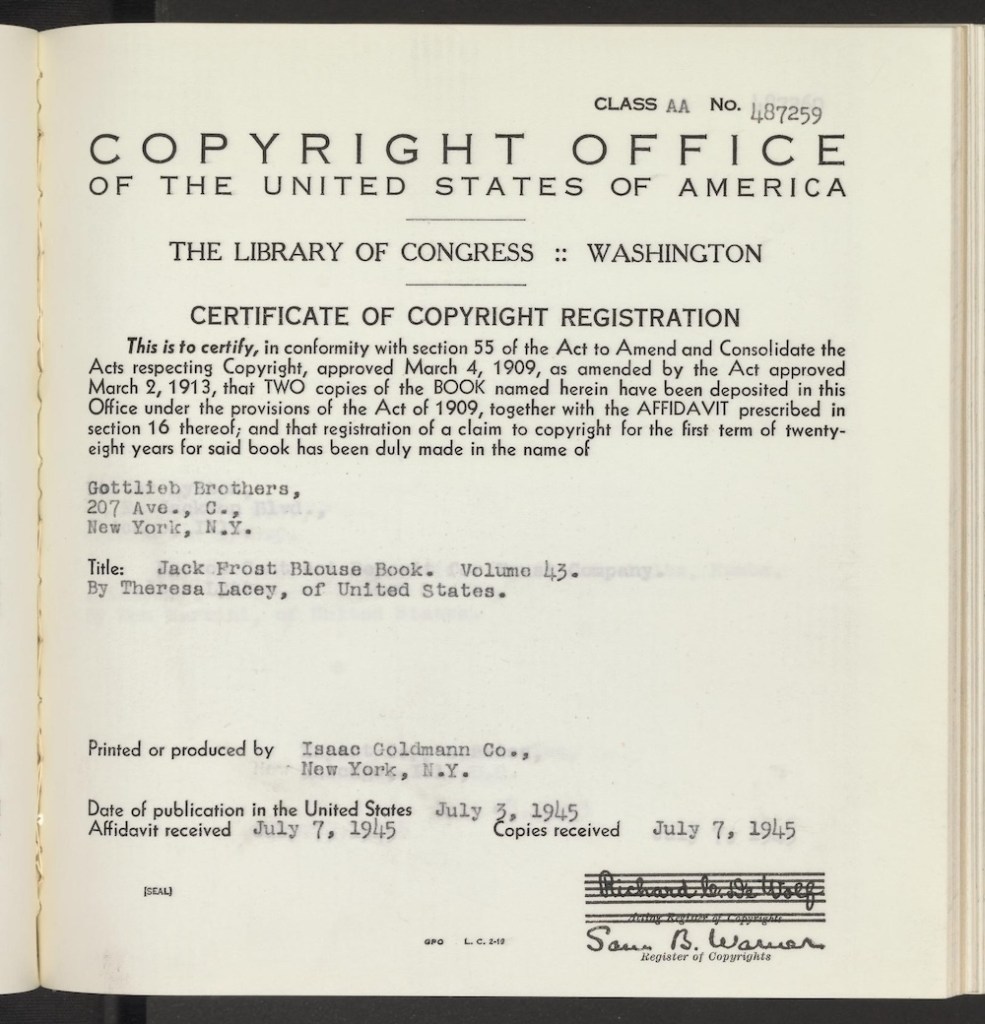 CLASS AA No. 487259
COPYRIGHT OFFICE
OF THE UNITED STATES OF AMERICA
THE LIBRARY OF CONGRESS :: WASHINGTON
CERTIFICATE OF COPYRIGHT REGISTRATION
This is to certify, in conformity with section 55 of the Act to Amend and Consolidate the
Acts respecting Copyright, approved March 4, 1909, as amended by the Act approved
March 2, 1913, that TWO copies of the BOOK named herein have been deposited in this
Office under the provisions of the Act of 1909, together with the AFFIDAVIT prescribed in
section 16 thereof; and that registration of a claim to copyright for the first term of twenty-
eight years for said book has been duly made in the name of
Gottlieb Brothers,
207 Ave., C.,
New York, N.Y.
Title: Jack Frost Blouse Book. Volume 43.
By Theresa Lacey, of United States.
Printed or produced by Isaac Goldmann Co.,
New York, N.Y.
Date of publication in the United States July 3, 1945
Affidavit received July 7, 1945 Copies received July 7, 1945
[SEAL]
Richard C. De Wolf
Acting Register of Copyrights
Sam B. Warner
Register of Copyrights
GPO L. C. 2-10